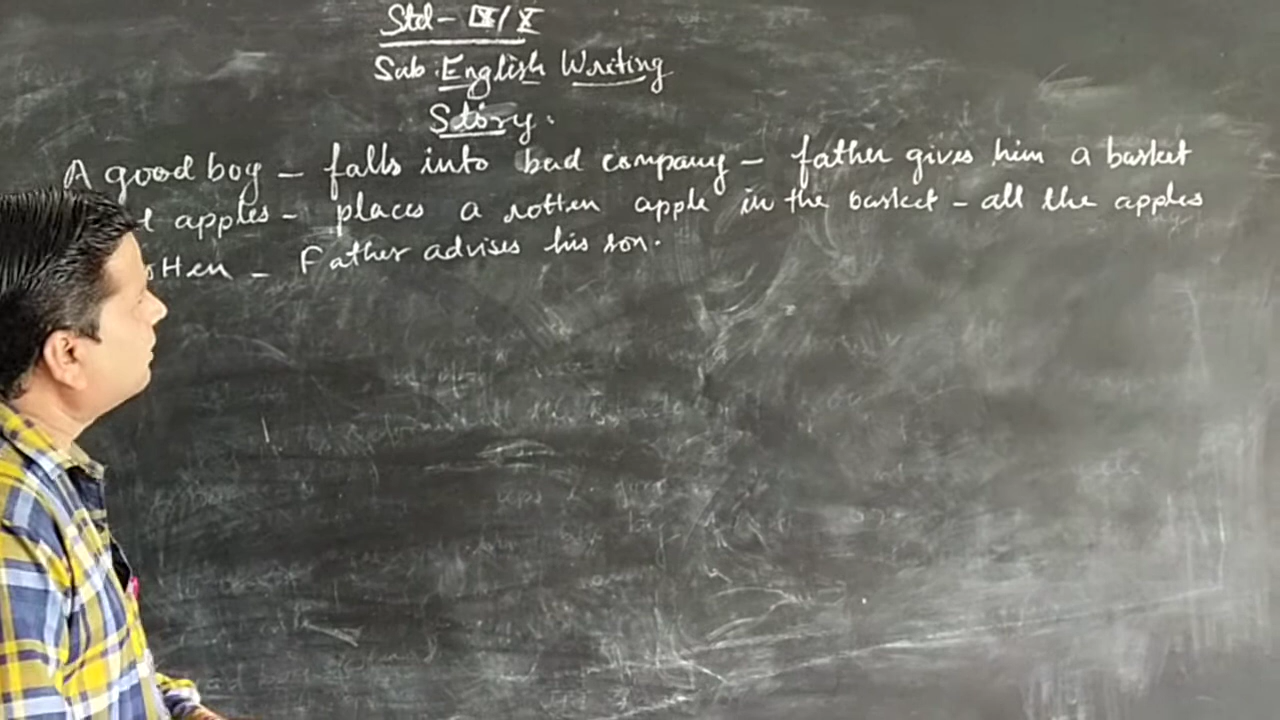 Std - IX/X
Sub: English Writing
Story:
A good boy - falls into bad company - father gives him a basket
apples - places a rotten apple in the basket - all the apples
- Father advises his son.